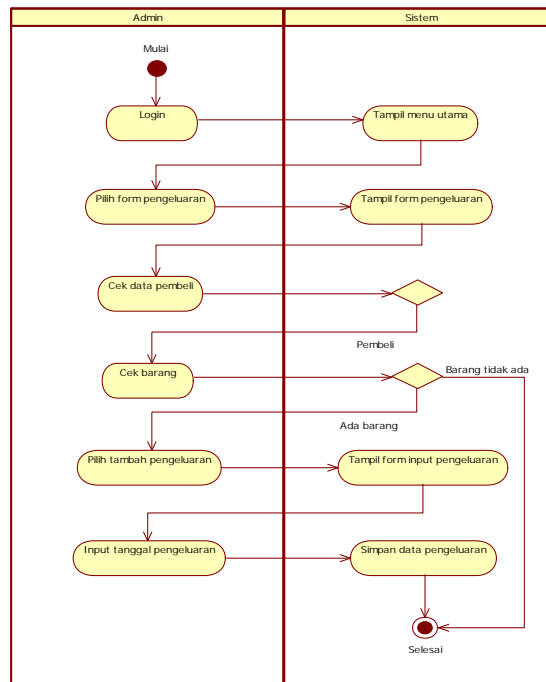 Admin
Sistem
Mulai
Login
Tampil menu utama
Pilih form pengeluaran
Tampil form pengeluaran
Cek data pembeli
Pembeli
Cek barang
Barang tidak ada
Ada barang
Pilih tambah pengeluaran
Tampil form input pengeluaran
Input tanggal pengeluaran
Simpan data pengeluaran
Selesai